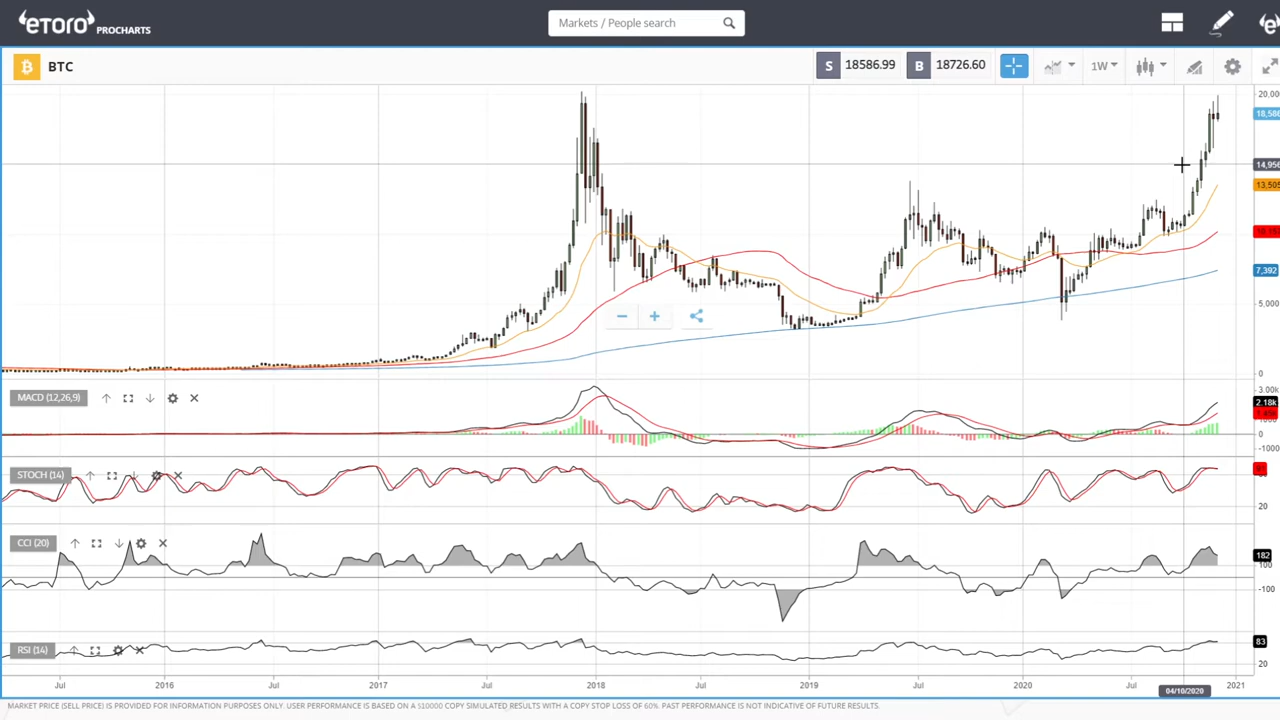 eTORO PROCHARTS
Markets / People search
BTC
S 18586.99 B 18726.60
1W
20,000
18,586
14,956
13,505
7,392
5,000
0
MACD (12,26,9)
3.00k
2.18k
0
-1000
STOCH (14)
20
CCI (20)
182
100
-100
RSI (14)
83
20
Jul 2016 Jul 2017 Jul 2018 Jul 2019 Jul 2020 Jul 04/10/2020 2021
MARKET PRICE (SELL PRICE) IS PROVIDED FOR INFORMATION PURPOSES ONLY. USER PERFORMANCE IS BASED ON A $10000 COPY SIMULATED RESULTS WITH A COPY STOP LOSS OF 60%. PAST PERFORMANCE IS NOT INDICATIVE OF FUTURE RESULTS.